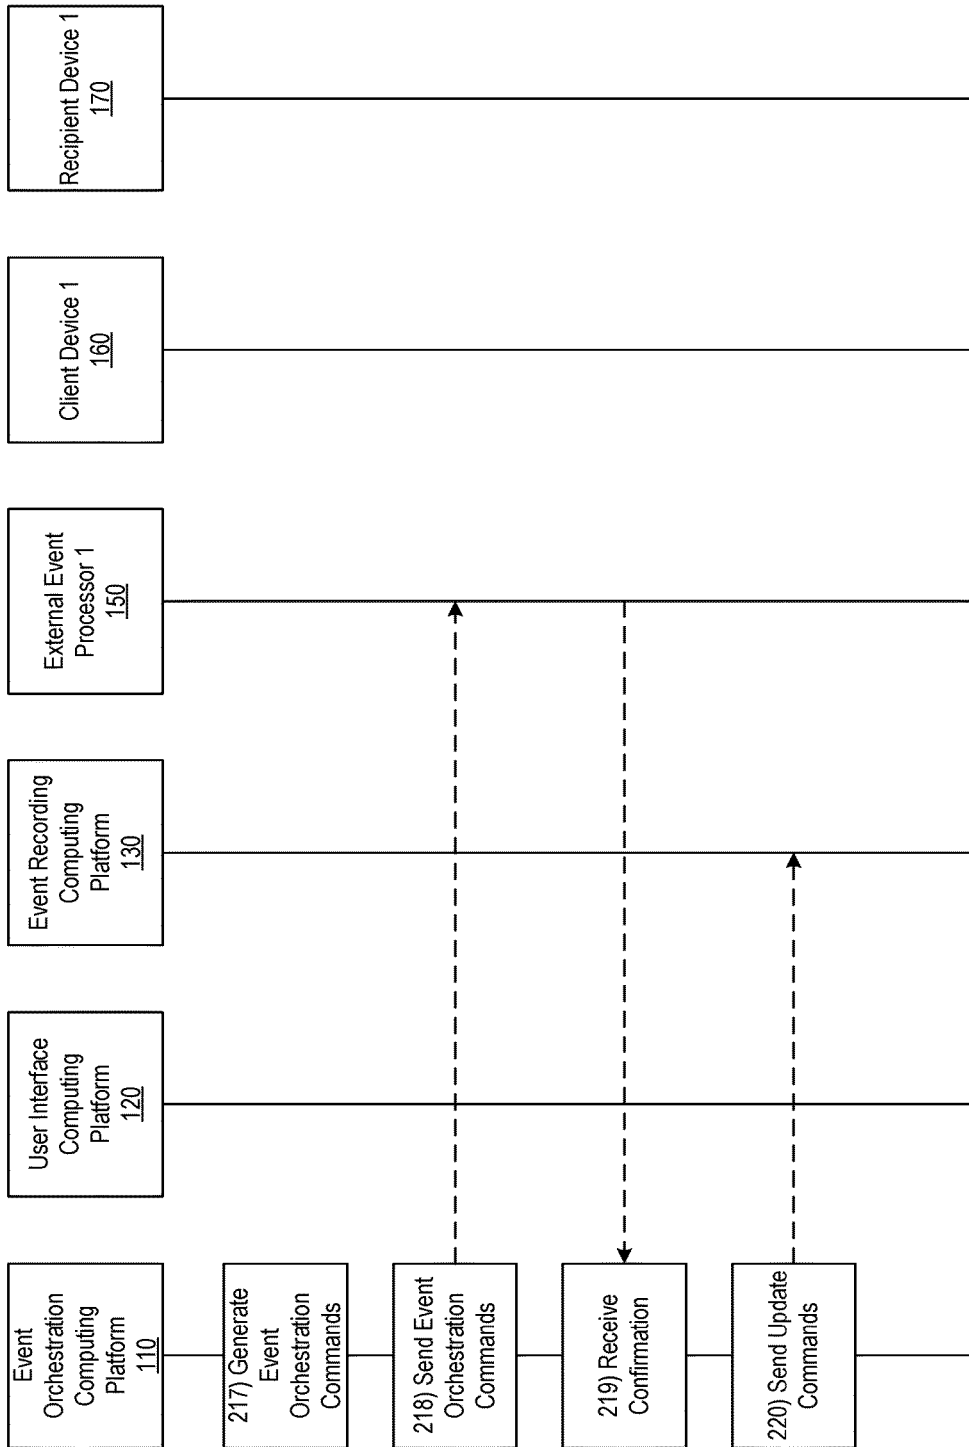 Event
Orchestration
Computing
Platform
110
User Interface
Computing
Platform
120
Event Recording
Computing
Platform
130
External Event
Processor 1
150
Client Device 1
160
Recipient Device 1
170
217) Generate
Event
Orchestration
Commands
218) Send Event
Orchestration
Commands
219) Receive
Confirmation
220) Send Update
Commands